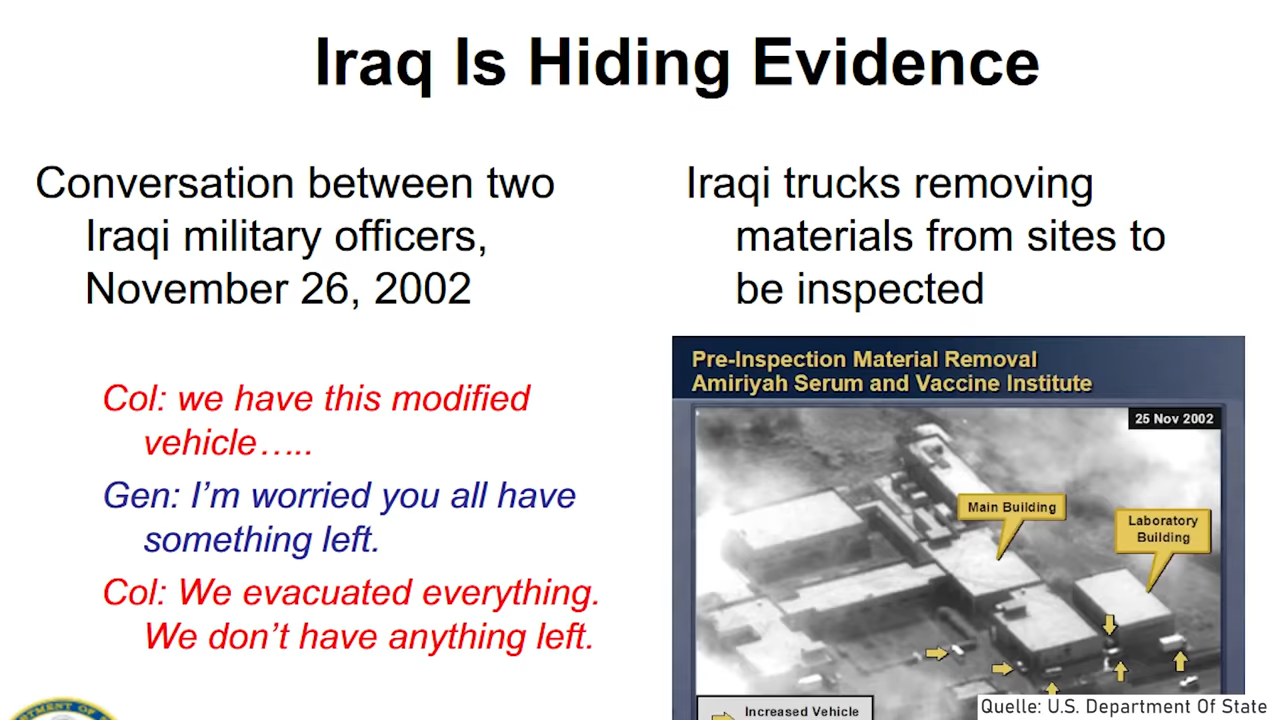 Iraq Is Hiding Evidence
Conversation between two
Iraqi military officers,
November 26, 2002
Col: we have this modified
vehicle…..
Gen: I’m worried you all have
something left.
Col: We evacuated everything.
We don’t have anything left.
Iraqi trucks removing
materials from sites to
be inspected
Pre-Inspection Material Removal
Amiriyah Serum and Vaccine Institute
25 Nov 2002
Main Building
Laboratory
Building
Increased Vehicle
Quelle: U.S. Department Of State